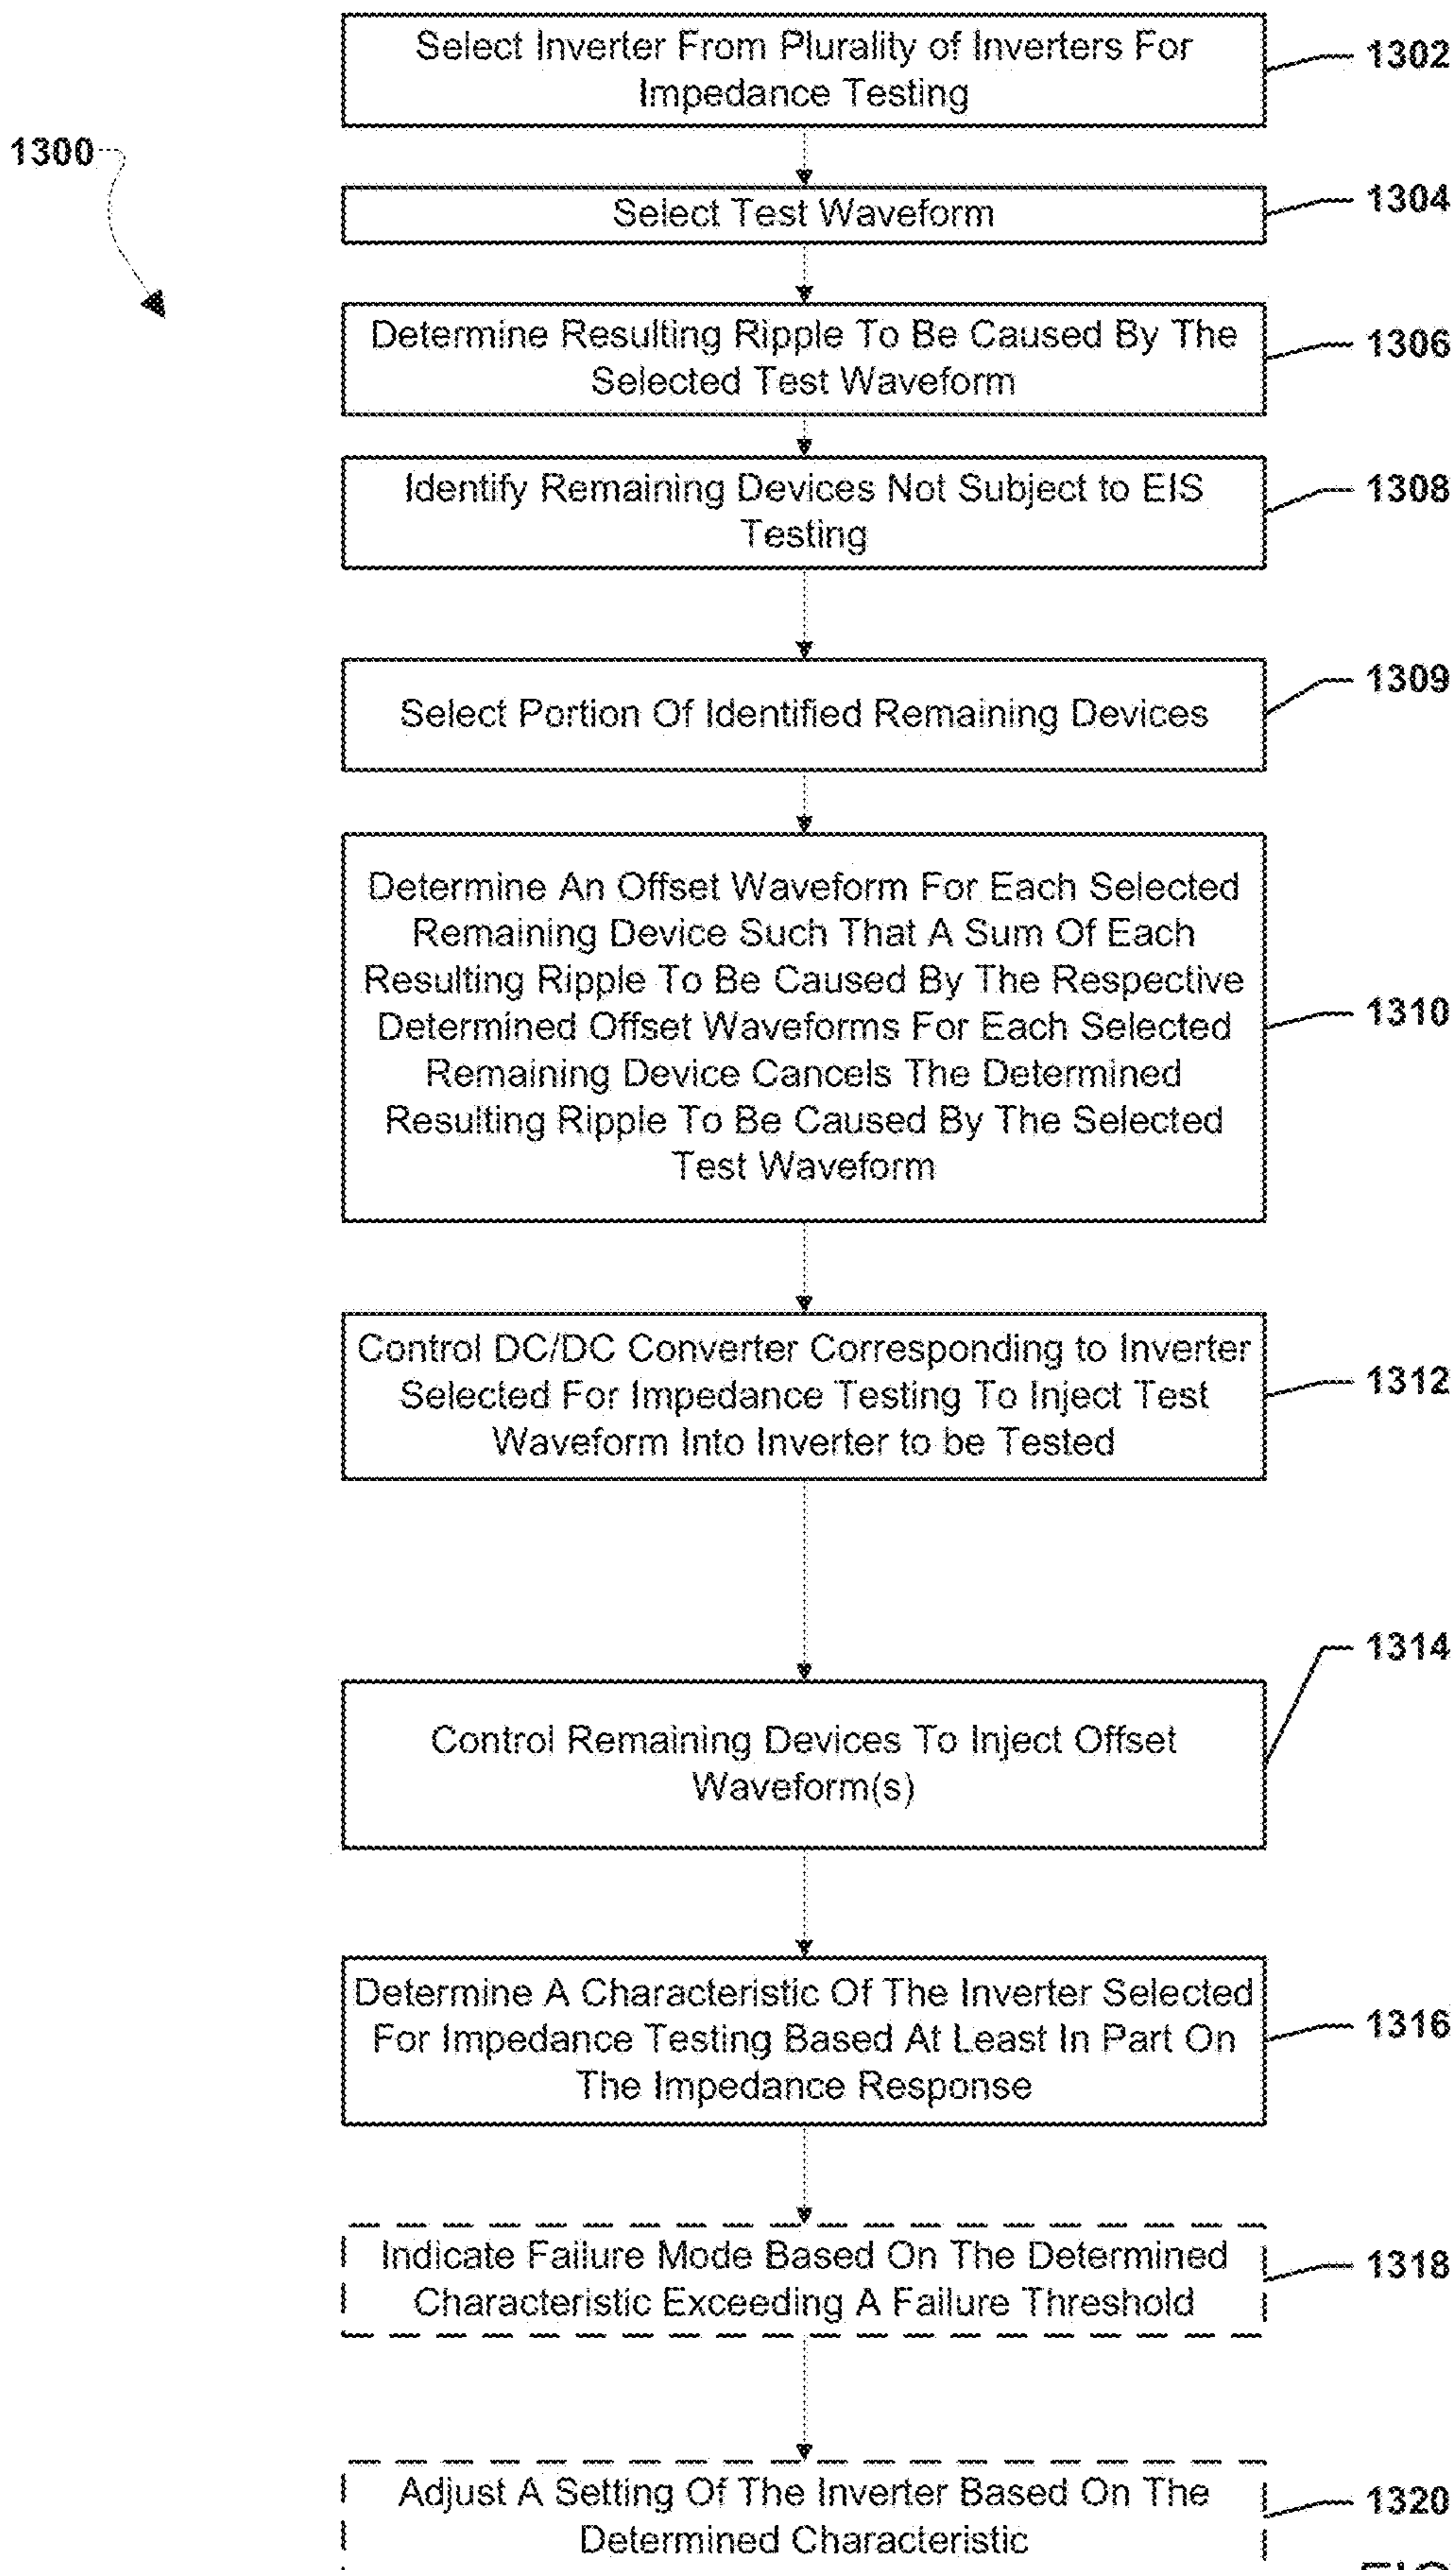 Select Inverter From Plurality of Inverters For
Impedance Testing
1302
1300
Select Test Waveform
1304
Determine Resulting Ripple To Be Caused By The
Selected Test Waveform
1306
Identify Remaining Devices Not Subject to EIS
Testing
1308
Select Portion Of Identified Remaining Devices
1309
Determine An Offset Waveform For Each Selected
Remaining Device Such That A Sum Of Each
Resulting Ripple To Be Caused By The Respective
Determined Offset Waveforms For Each Selected
Remaining Device Cancels The Determined
Resulting Ripple To Be Caused By The Selected
Test Waveform
1310
Control DC/DC Converter Corresponding to Inverter
Selected For Impedance Testing To Inject Test
Waveform Into Inverter to be Tested
1312
Control Remaining Devices To Inject Offset
Waveform(s)
1314
Determine A Characteristic Of The Inverter Selected
For Impedance Testing Based At Least In Part On
The Impedance Response
1316
Indicate Failure Mode Based On The Determined
Characteristic Exceeding A Failure Threshold
1318
Adjust A Setting Of The Inverter Based On The
Determined Characteristic
1320